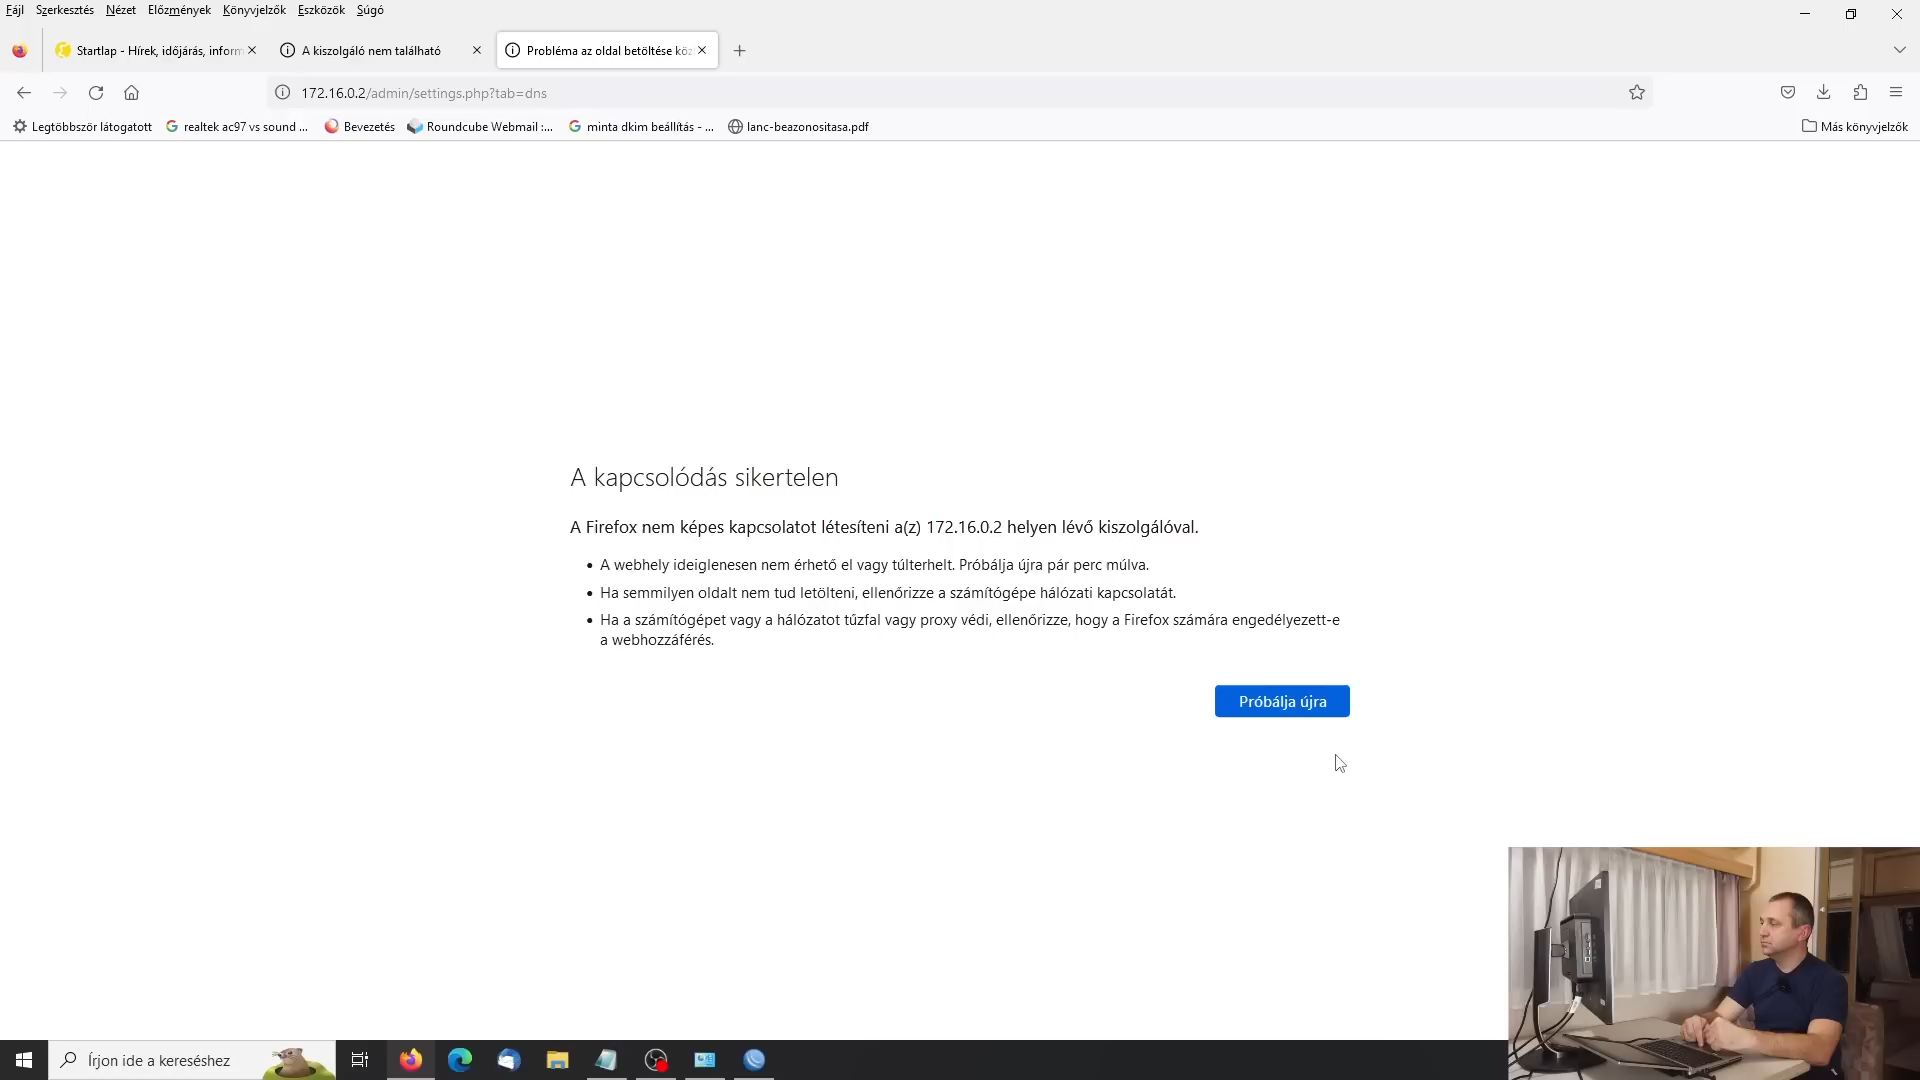 Fájl Szerkesztés Nézet Előzmények Könyvjelzők Eszközök Súgó
Startlap - Hírek, időjárás, inform
A kiszolgáló nem található
Probléma az oldal betöltése köz
172.16.0.2/admin/settings.php?tab=dns
Legtöbbször látogatott
realtek ac97 vs sound ...
Bevezetés
Roundcube Webmail :...
minta dkim beállítás - ...
lanc-beazonositasa.pdf
Más könyvjelzők
A kapcsolódás sikertelen
A Firefox nem képes kapcsolatot létesíteni a(z) 172.16.0.2 helyen lévő kiszolgálóval.
A webhely ideiglenesen nem érhető el vagy túlterhelt. Próbálja újra pár perc múlva.
Ha semmilyen oldalt nem tud letölteni, ellenőrizze a számítógépe hálózati kapcsolatát.
Ha a számítógépet vagy a hálózatot tűzfal vagy proxy védi, ellenőrizze, hogy a Firefox számára engedélyezett-e
a webhozzáférés.
Próbálja újra
Írjon ide a kereséshez